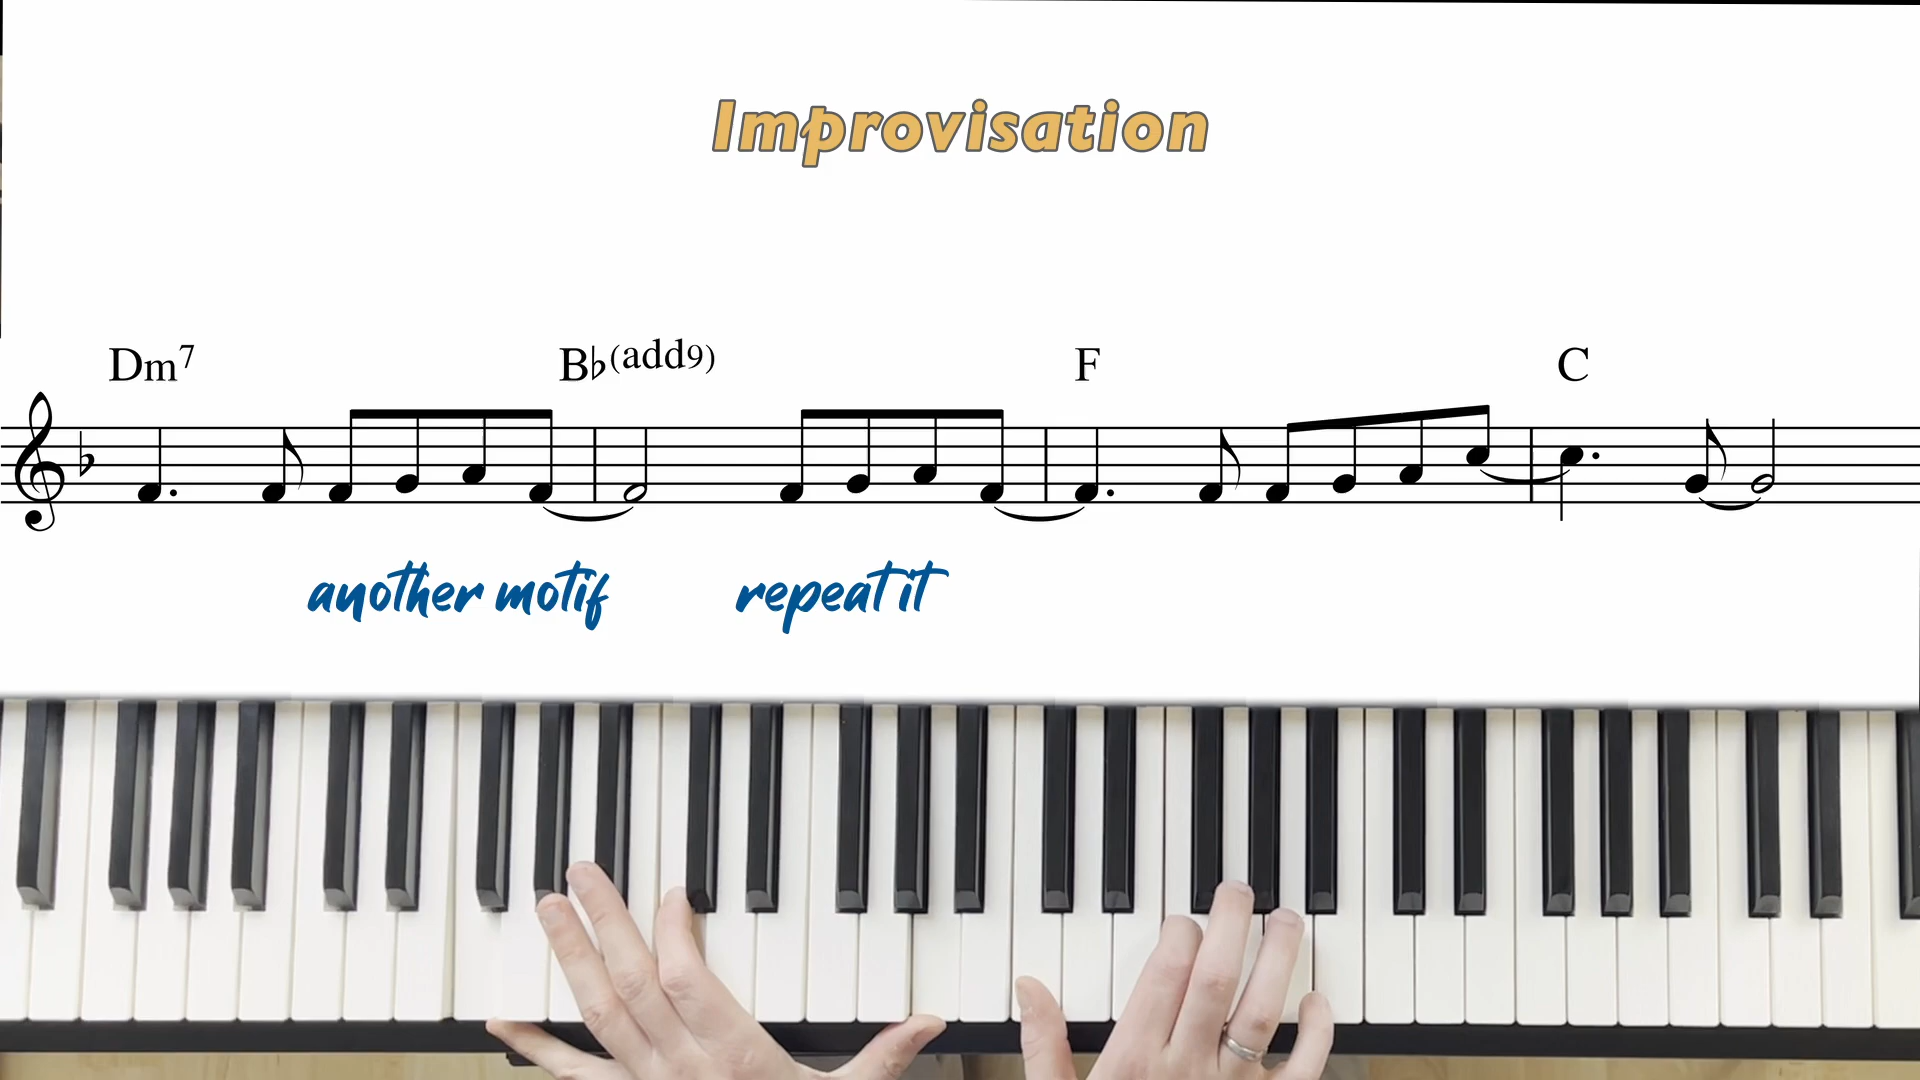 Improvisation
Dm7 B♭(add9) F C
another motif repeat it